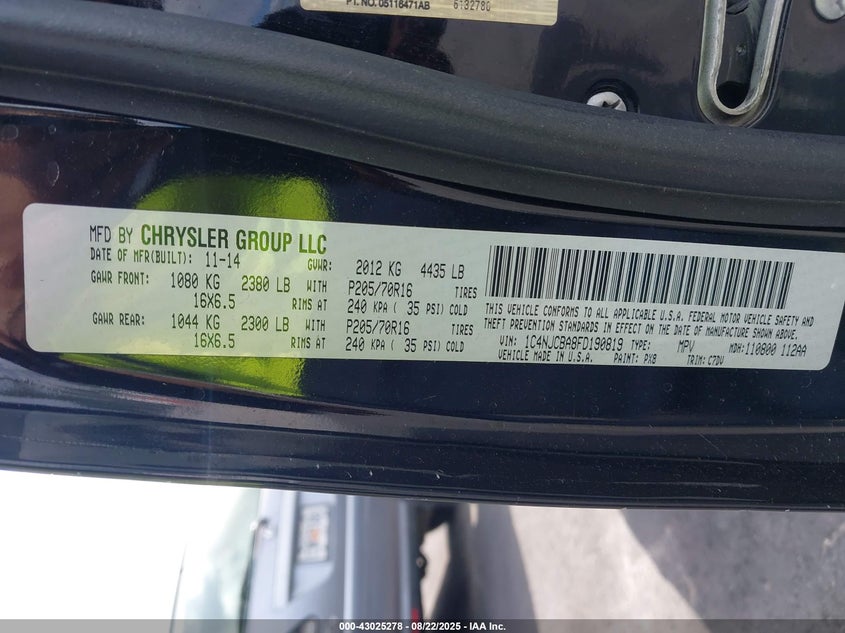 PT. NO. 05116471AB 6132780
MFD BY CHRYSLER GROUP LLC
DATE OF MFR(BUILT): 11-14 GVWR: 2012 KG 4435 LB
GAWR FRONT: 1080 KG 2380 LB WITH P205/70R16 TIRES
16X6.5 RIMS AT 240 KPA ( 35 PSI) COLD
GAWR REAR: 1044 KG 2300 LB WITH P205/70R16 TIRES
16X6.5 RIMS AT 240 KPA ( 35 PSI) COLD
THIS VEHICLE CONFORMS TO ALL APPLICABLE U.S.A. FEDERAL MOTOR VEHICLE SAFETY AND
THEFT PREVENTION STANDARDS IN EFFECT ON THE DATE OF MANUFACTURE SHOWN ABOVE.
VIN: 1C4NJCBA8FD190819 TYPE: MPV MDH: 110800 112AA
VEHICLE MADE IN U.S.A. PAINT: PX8 TRIM: C7DV
000-43025278 - 08/22/2025 - IAA Inc.